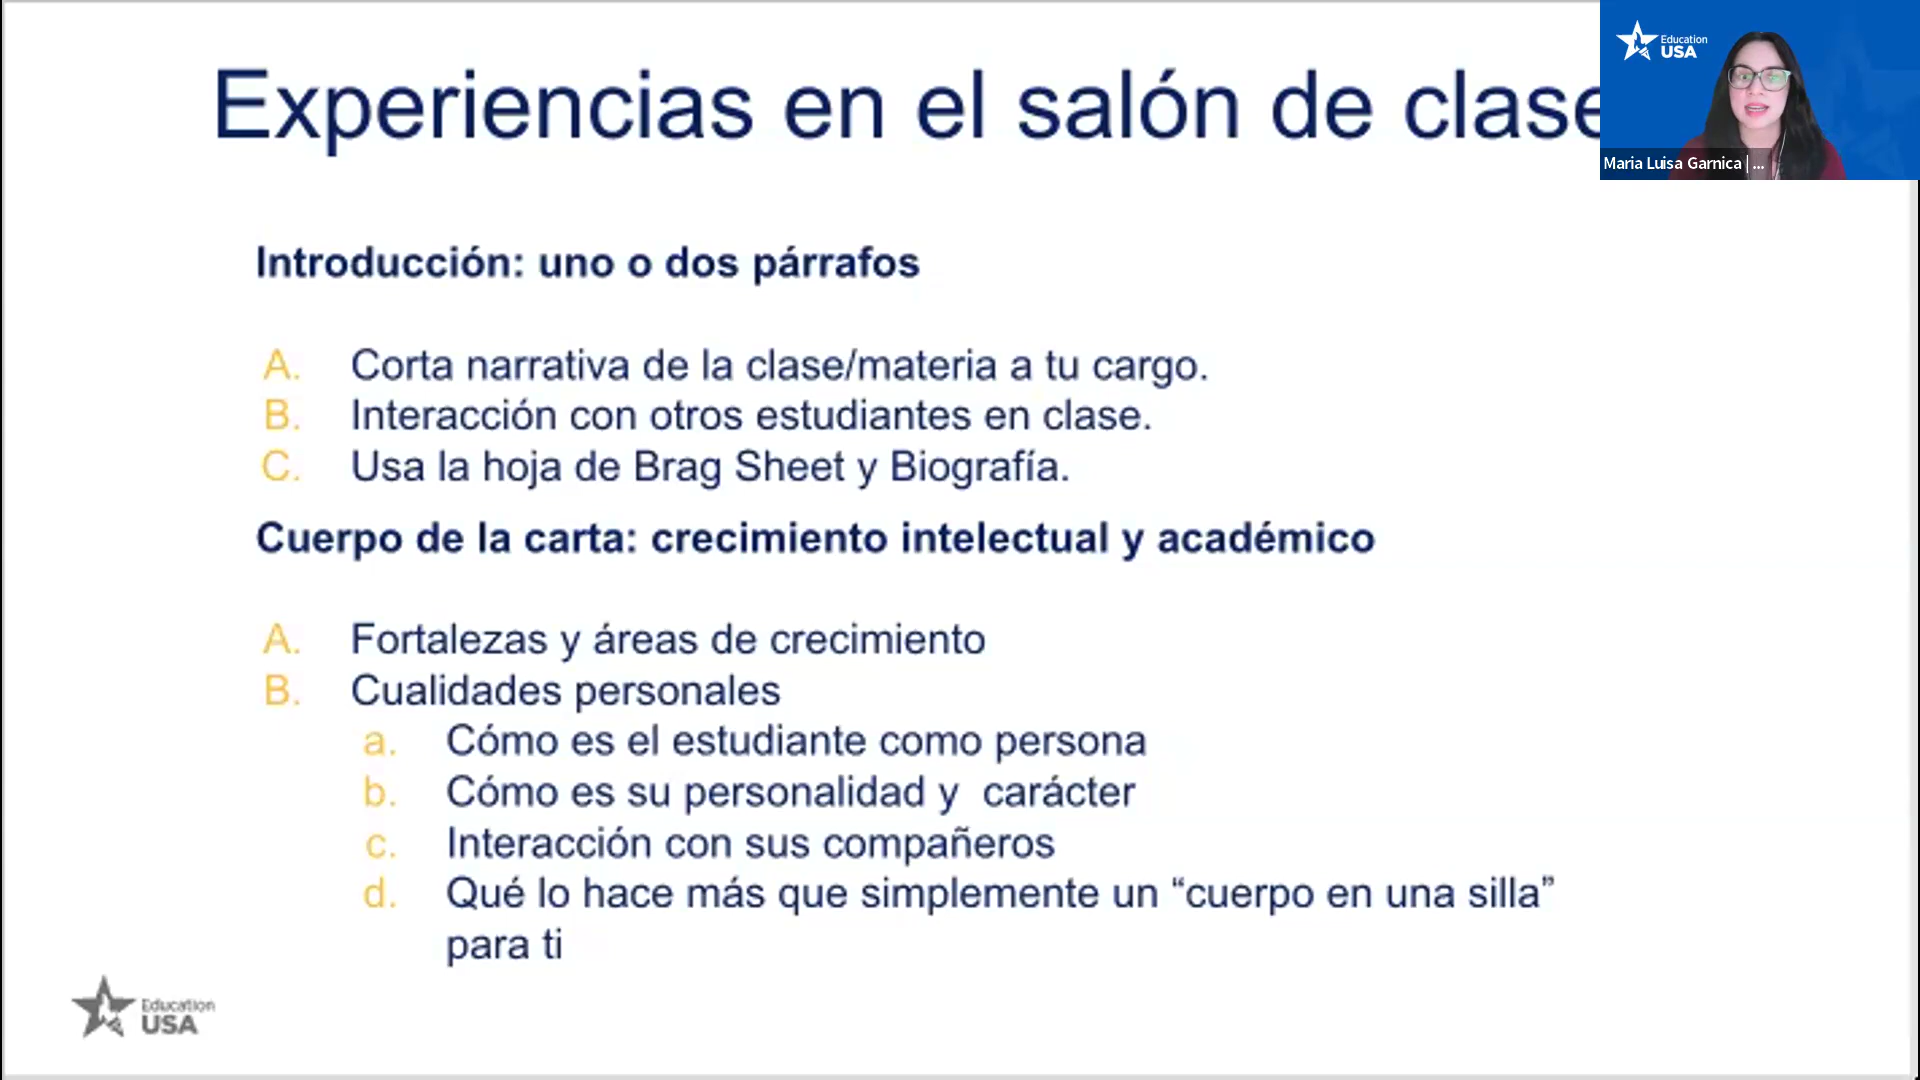 Experiencias en el salón de clase
Education
USA
Maria Luisa Garnica | ...
Introducción: uno o dos párrafos
A. Corta narrativa de la clase/materia a tu cargo.
B. Interacción con otros estudiantes en clase.
C. Usa la hoja de Brag Sheet y Biografía.
Cuerpo de la carta: crecimiento intelectual y académico
A. Fortalezas y áreas de crecimiento
B. Cualidades personales
a. Cómo es el estudiante como persona
b. Cómo es su personalidad y  carácter
c. Interacción con sus compañeros
d. Qué lo hace más que simplemente un “cuerpo en una silla”
para ti
Education
USA